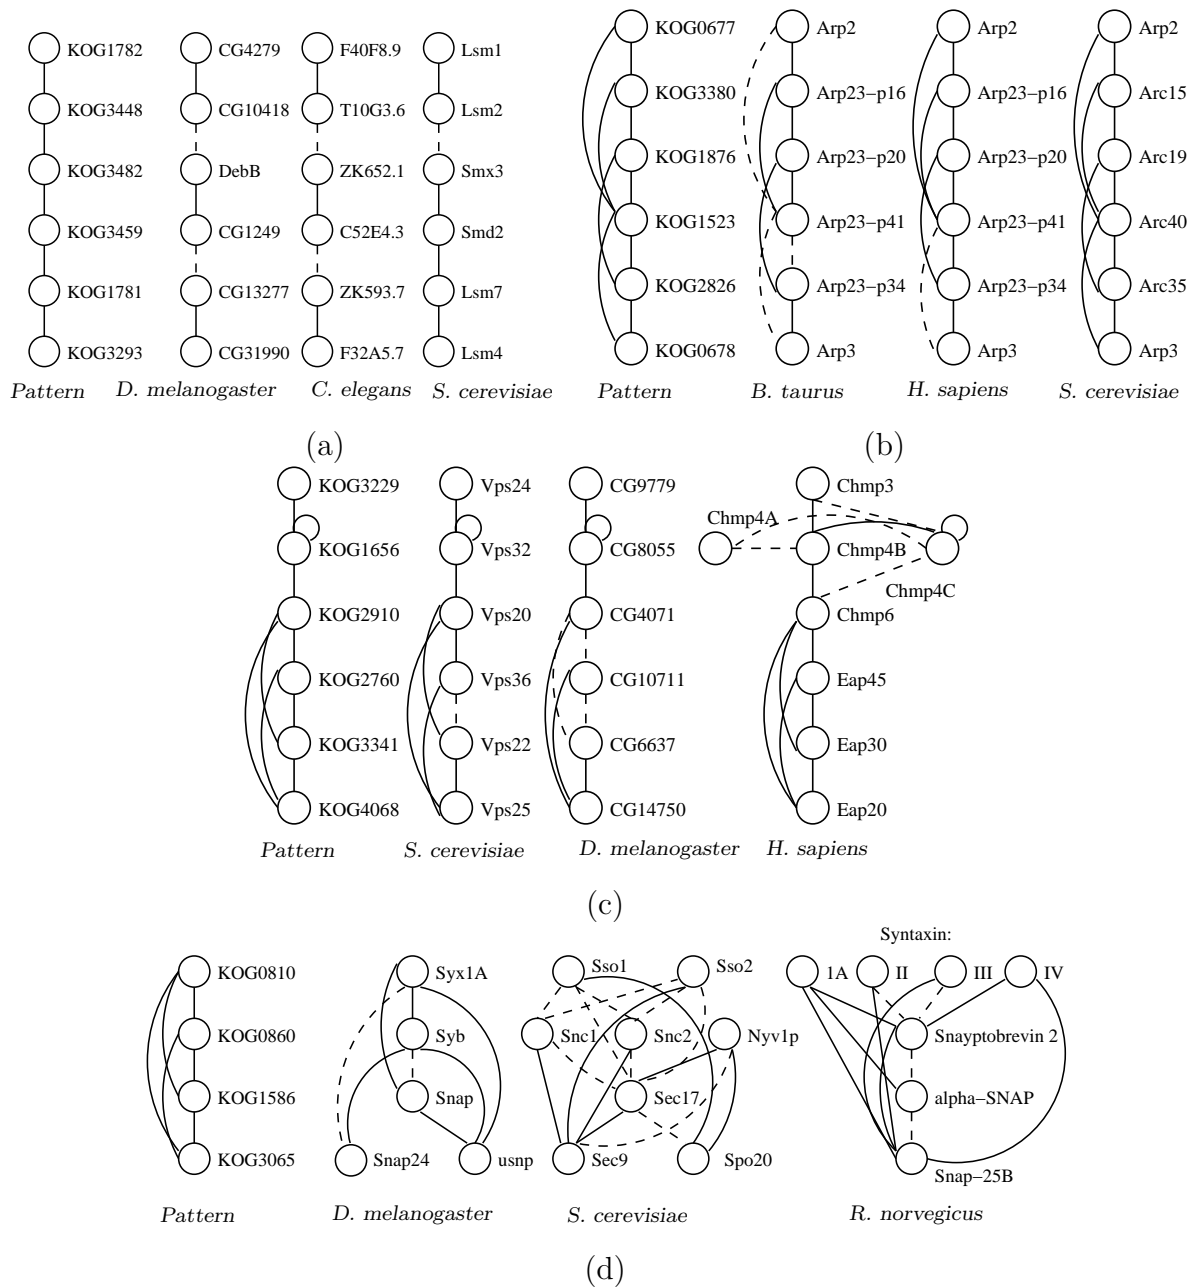 KOG1782 CG4279 F40F8.9 Lsm1
KOG3448 CG10418 T10G3.6 Lsm2
KOG3482 DebB ZK652.1 Smx3
KOG3459 CG1249 C52E4.3 Smd2
KOG1781 CG13277 ZK593.7 Lsm7
KOG3293 CG31990 F32A5.7 Lsm4
Pattern D. melanogaster C. elegans S. cerevisiae
(a)
KOG0677 Arp2 Arp2 Arp2
KOG3380 Arp23−p16 Arp23−p16 Arc15
KOG1876 Arp23−p20 Arp23−p20 Arc19
KOG1523 Arp23−p41 Arp23−p41 Arc40
KOG2826 Arp23−p34 Arp23−p34 Arc35
KOG0678 Arp3 Arp3 Arp3
Pattern B. taurus H. sapiens S. cerevisiae
(b)
KOG3229 Vps24 CG9779 Chmp3
Chmp4A
KOG1656 Vps32 CG8055 Chmp4B
Chmp4C
KOG2910 Vps20 CG4071 Chmp6
KOG2760 Vps36 CG10711 Eap45
KOG3341 Vps22 CG6637 Eap30
KOG4068 Vps25 CG14750 Eap20
Pattern S. cerevisiae D. melanogaster H. sapiens
(c)
Syntaxin:
KOG0810 Syx1A Sso1 Sso2 1A II III IV
KOG0860 Syb Snc1 Snc2 Nyv1p Snayptobrevin 2
KOG1586 Snap Sec17 alpha−SNAP
KOG3065 Snap24 usnp Sec9 Spo20 Snap−25B
Pattern D. melanogaster S. cerevisiae R. norvegicus
(d)